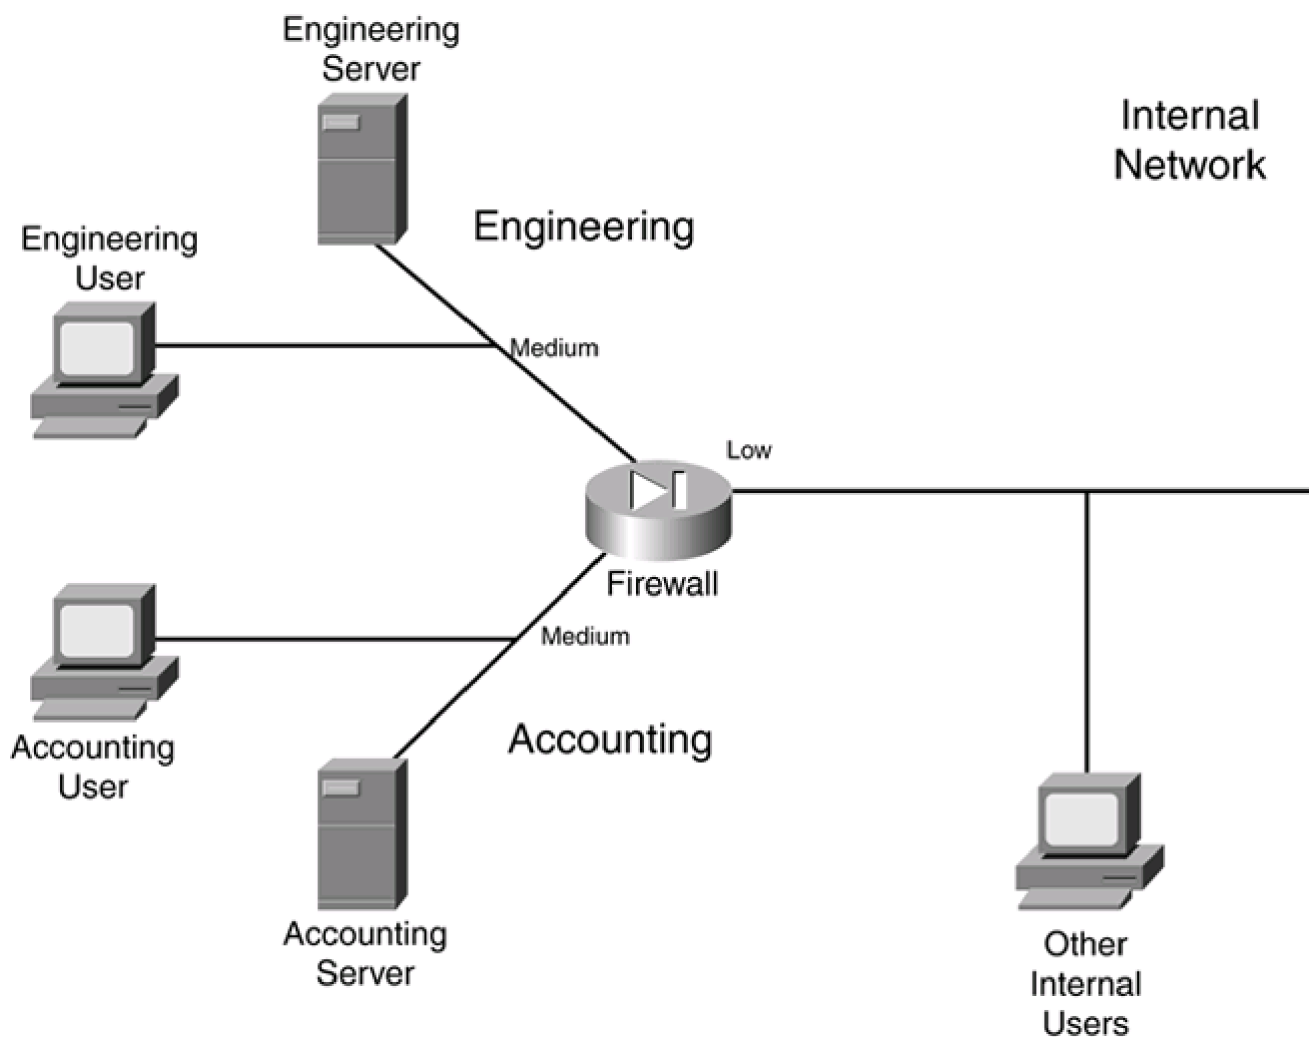 Engineering
Server
Internal
Network
Engineering
Engineering
User
Medium
Low
Firewall
Medium
Accounting
Accounting
User
Accounting
Server
Other
Internal
Users